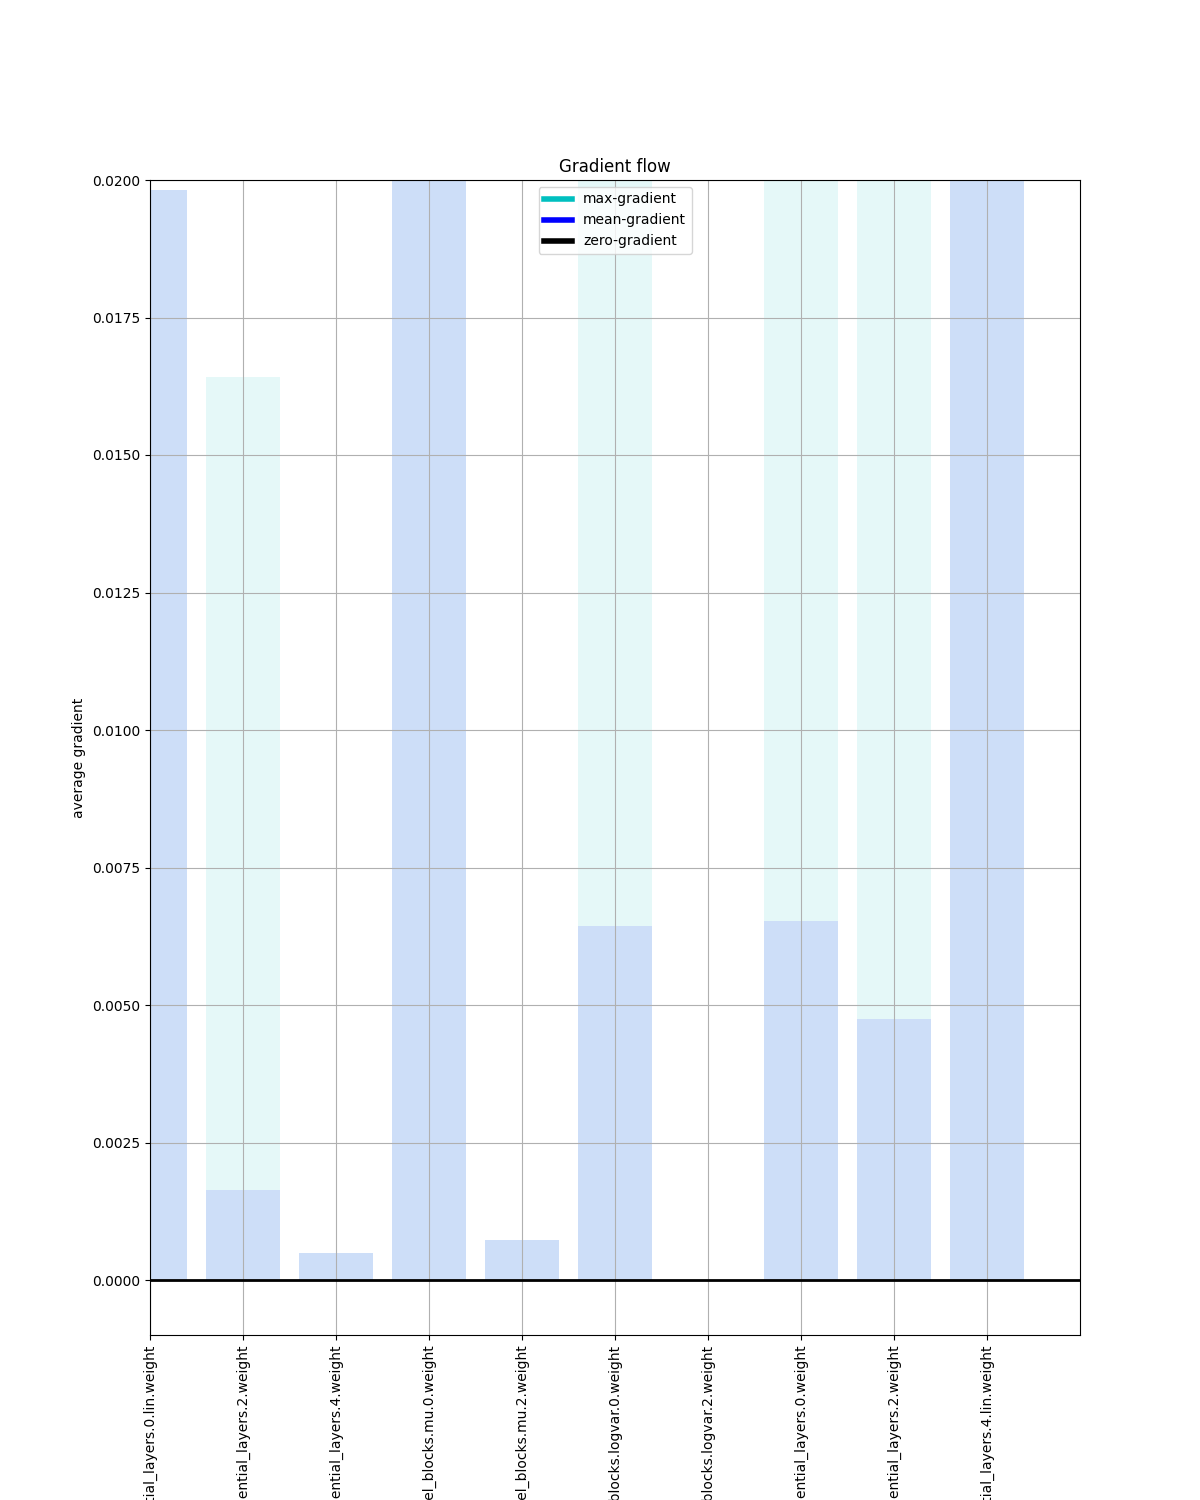 Gradient flow
max-gradient
mean-gradient
zero-gradient
0.0200
0.0175
0.0150
0.0125
0.0100
0.0075
0.0050
0.0025
0.0000
average gradient
tial_layers.0.lin.weight
ential_layers.2.weight
ential_layers.4.weight
el_blocks.mu.0.weight
el_blocks.mu.2.weight
blocks.logvar.0.weight
blocks.logvar.2.weight
ential_layers.0.weight
ential_layers.2.weight
tial_layers.4.lin.weight